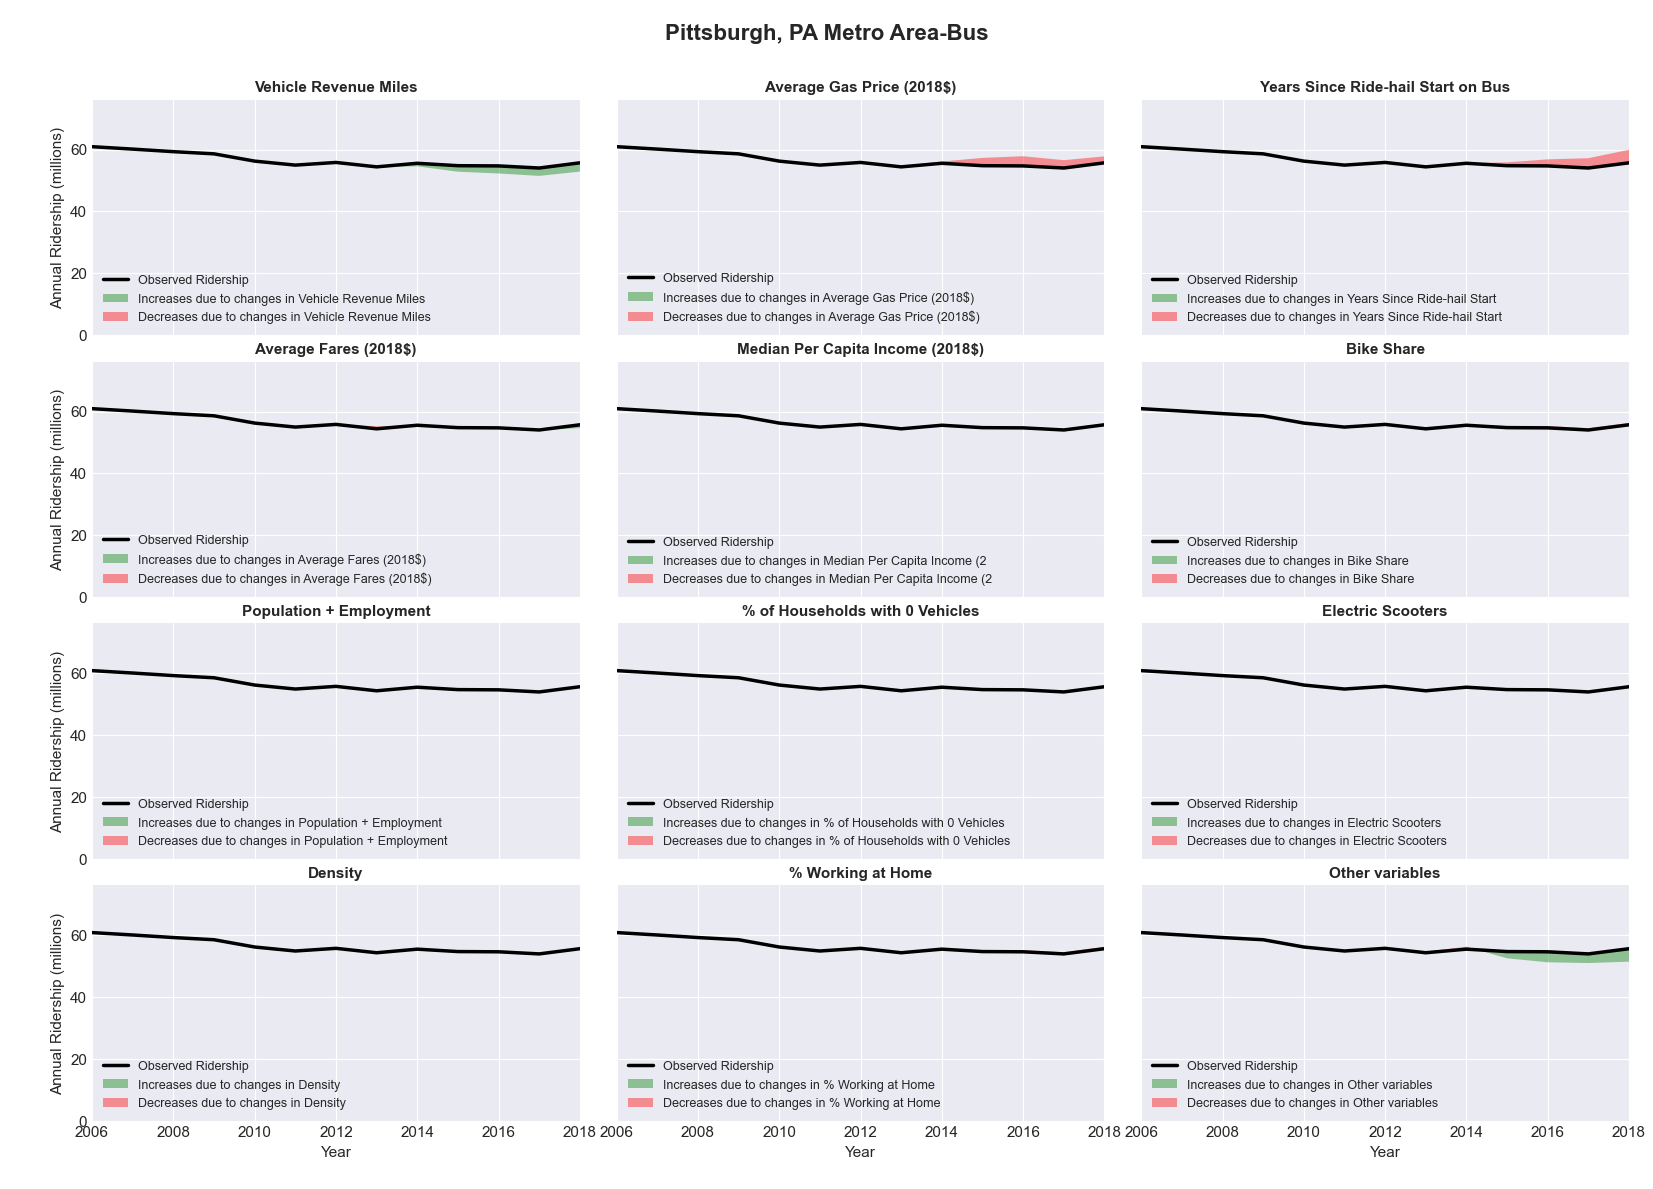 Pittsburgh, PA Metro Area-Bus
Vehicle Revenue Miles
Average Gas Price (2018$)
Years Since Ride-hail Start on Bus
Annual Ridership (millions)
60
40
20
0
Observed Ridership
Increases due to changes in Vehicle Revenue Miles
Decreases due to changes in Vehicle Revenue Miles
Observed Ridership
Increases due to changes in Average Gas Price (2018$)
Decreases due to changes in Average Gas Price (2018$)
Observed Ridership
Increases due to changes in Years Since Ride-hail Start
Decreases due to changes in Years Since Ride-hail Start
Average Fares (2018$)
Median Per Capita Income (2018$)
Bike Share
Annual Ridership (millions)
60
40
20
0
Observed Ridership
Increases due to changes in Average Fares (2018$)
Decreases due to changes in Average Fares (2018$)
Observed Ridership
Increases due to changes in Median Per Capita Income (2
Decreases due to changes in Median Per Capita Income (2
Observed Ridership
Increases due to changes in Bike Share
Decreases due to changes in Bike Share
Population + Employment
% of Households with 0 Vehicles
Electric Scooters
Annual Ridership (millions)
60
40
20
0
Observed Ridership
Increases due to changes in Population + Employment
Decreases due to changes in Population + Employment
Observed Ridership
Increases due to changes in % of Households with 0 Vehicles
Decreases due to changes in % of Households with 0 Vehicles
Observed Ridership
Increases due to changes in Electric Scooters
Decreases due to changes in Electric Scooters
Density
% Working at Home
Other variables
Annual Ridership (millions)
60
40
20
0
Observed Ridership
Increases due to changes in Density
Decreases due to changes in Density
Observed Ridership
Increases due to changes in % Working at Home
Decreases due to changes in % Working at Home
Observed Ridership
Increases due to changes in Other variables
Decreases due to changes in Other variables
2006 2008 2010 2012 2014 2016 2018
2006 2008 2010 2012 2014 2016 2018
2006 2008 2010 2012 2014 2016 2018
Year
Year
Year